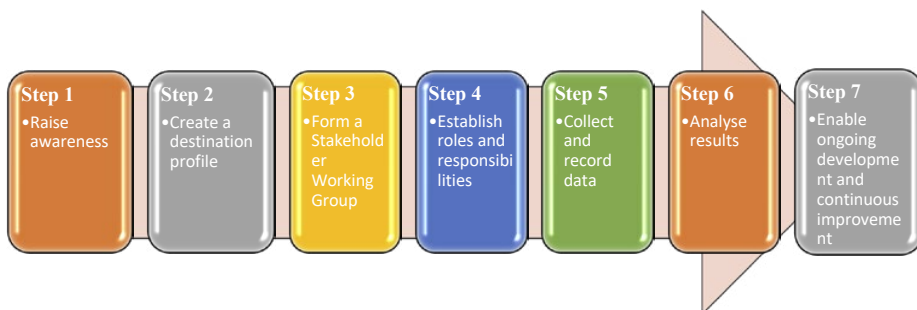 Step 1
•Raise
awareness
Step 2
•Create a
destination
profile
Step 3
•Form a
Stakehold
er
Working
Group
Step 4
•Establish
roles and
responsibi
lities
Step 5
•Collect
and
record
data
Step 6
•Analyse
results
Step 7
•Enable
ongoing
developme
nt and
continuous
improveme
nt